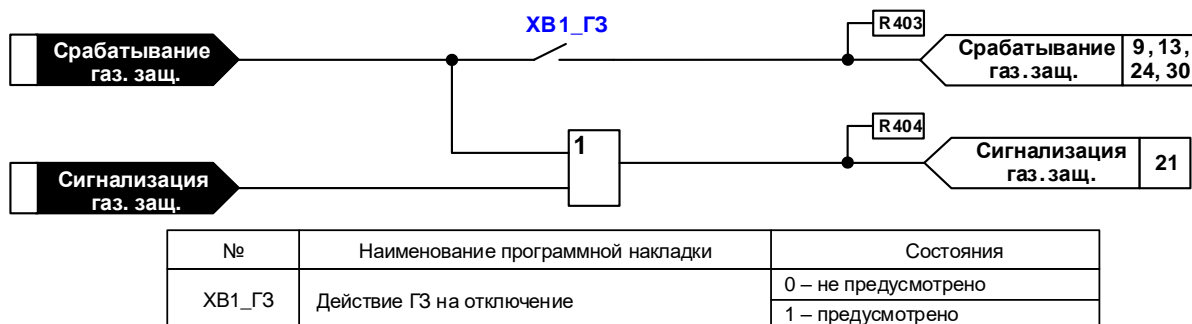 ХВ1_ГЗ
R403
Срабатывание
газ. защ.
Срабатывание
газ.защ.
9, 13,
24, 30
R404
1
Сигнализация
газ. защ.
Сигнализация
газ.защ.
21
№ Наименование программной накладки Состояния
ХВ1_ГЗ Действие ГЗ на отключение
0 – не предусмотрено
1 – предусмотрено